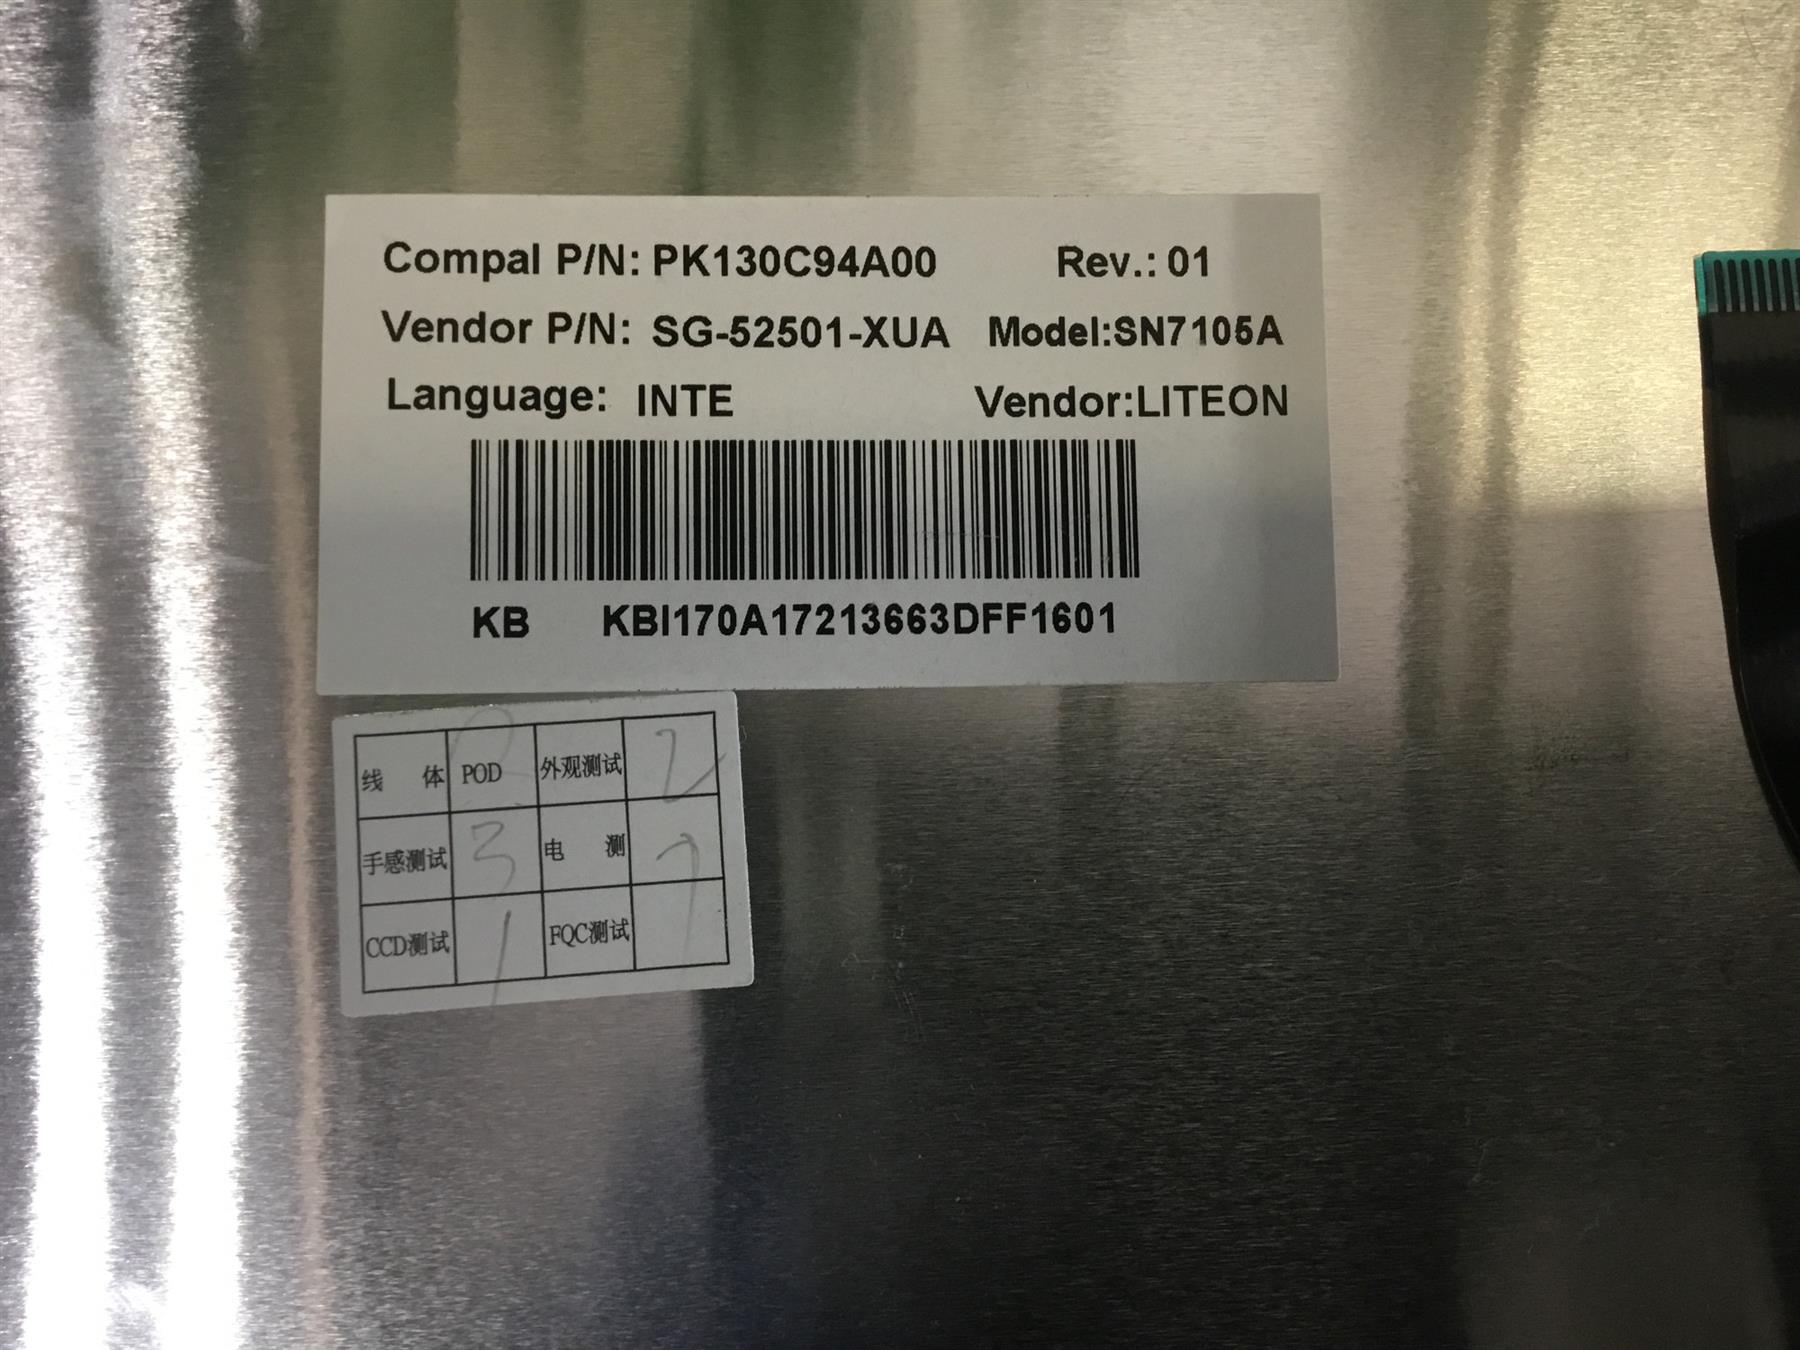 Compal P/N: PK130C94A00 Rev.: 01
Vendor P/N: SG-52501-XUA Model:SN7105A
Language: INTE Vendor:LITEON
KB KBI170A17213663DFF1601
线 体 POD 外观测试 2
手感测试 3 电 测 7
CCD测试 1 FQC测试